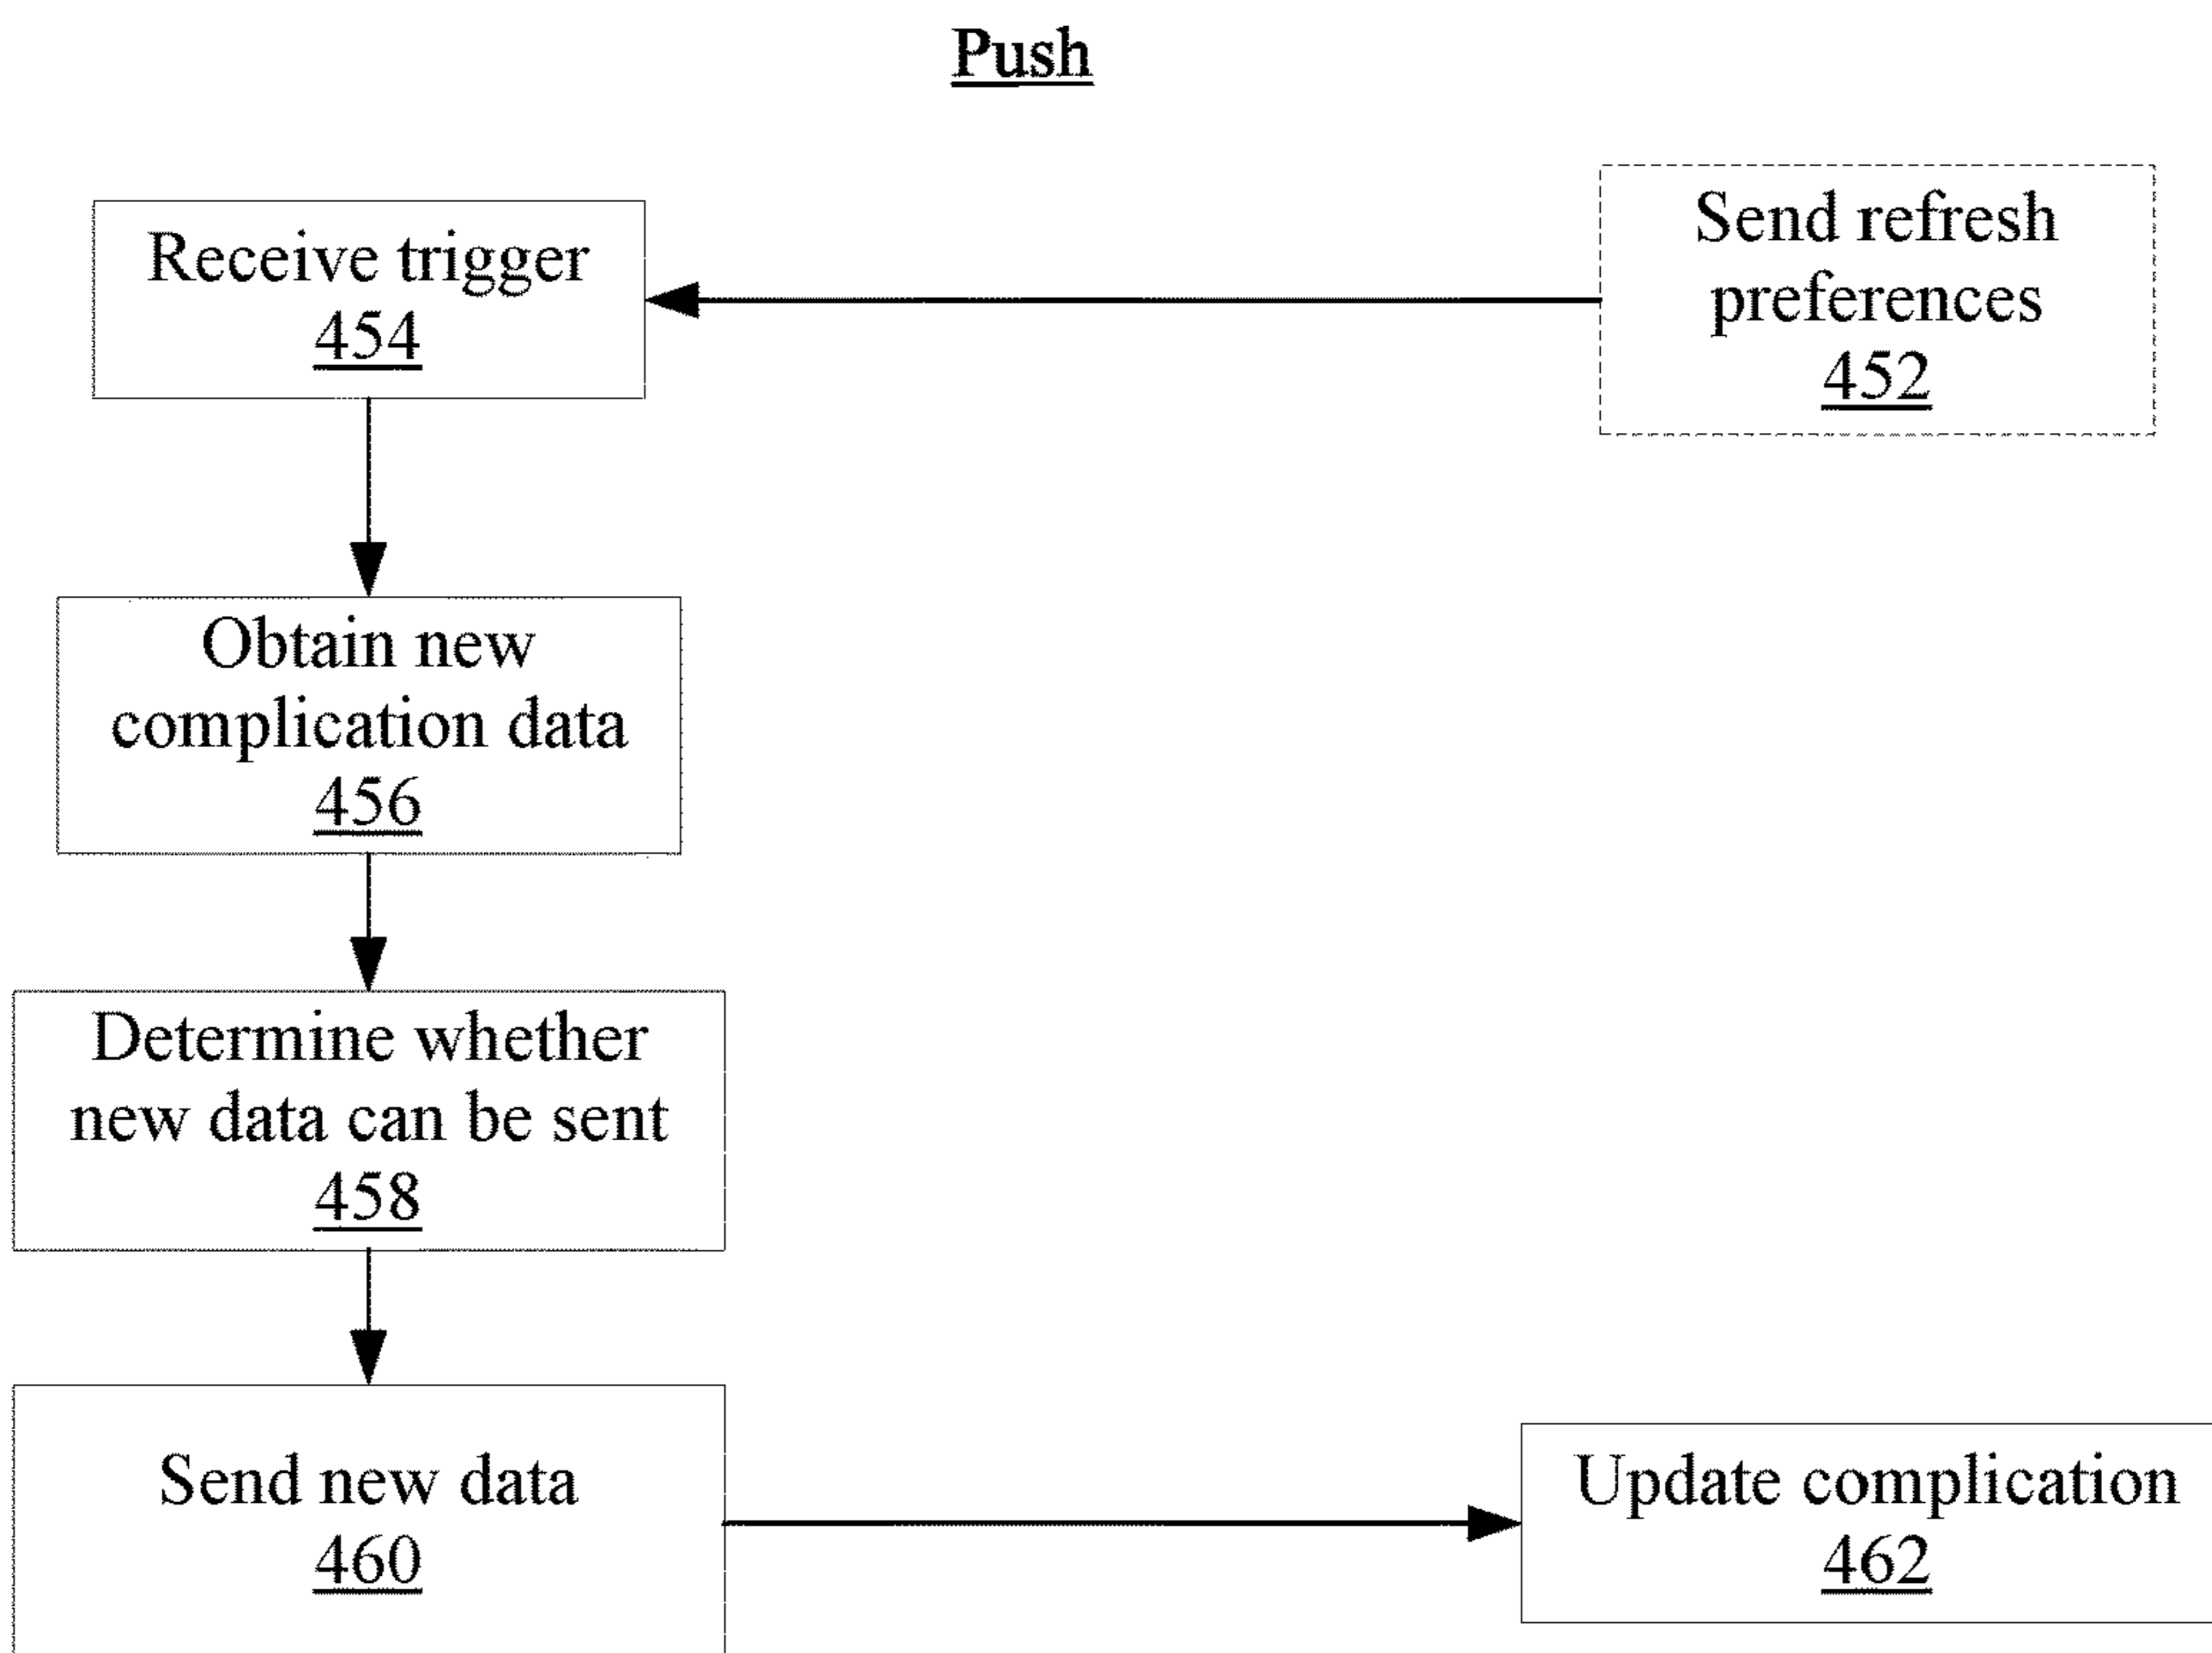 Push
Receive trigger
454
Send refresh
preferences
452
Obtain new
complication data
456
Determine whether
new data can be sent
458
Send new data
460
Update complication
462